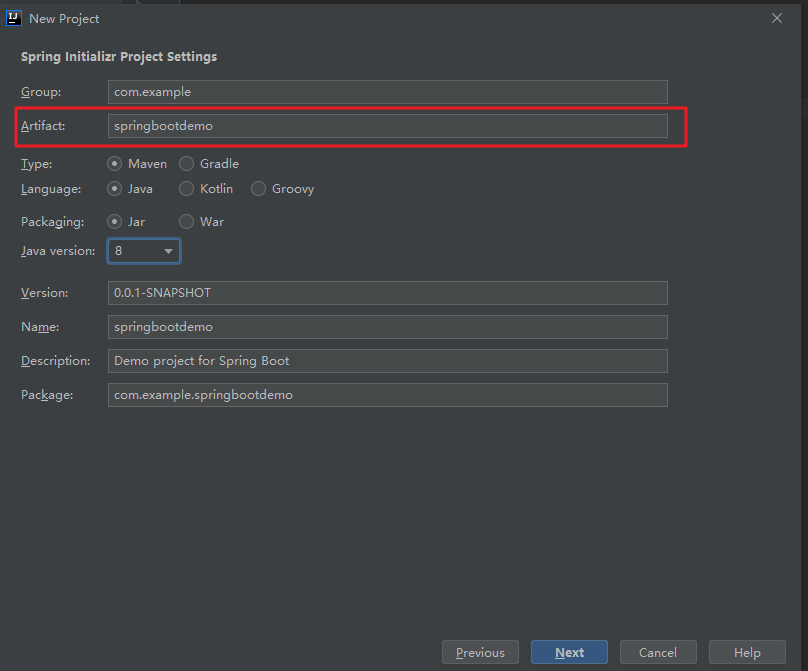 New Project
Spring Initializr Project Settings
Group: com.example
Artifact: springbootdemo
Type: Maven Gradle
Language: Java Kotlin Groovy
Packaging: Jar War
Java version: 8
Version: 0.0.1-SNAPSHOT
Name: springbootdemo
Description: Demo project for Spring Boot
Package: com.example.springbootdemo
Previous Next Cancel Help